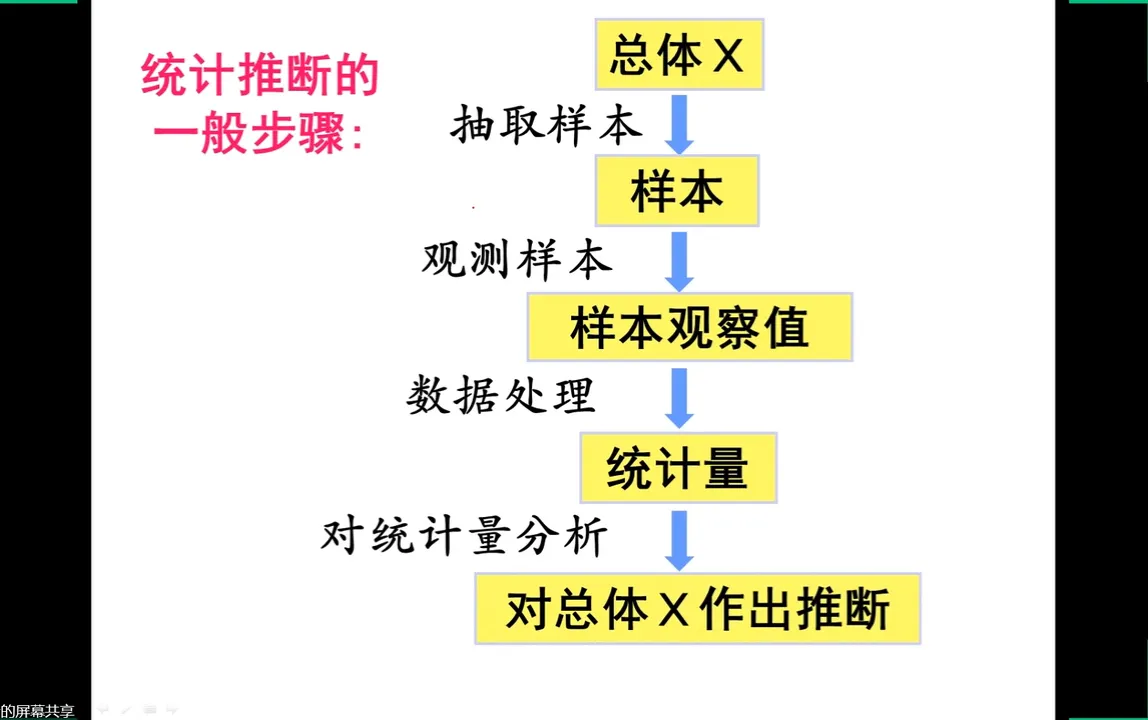 统计推断的
一般步骤:
总体 X
抽取样本
样本
观测样本
样本观察值
数据处理
统计量
对统计量分析
对总体 X 作出推断
的屏幕共享